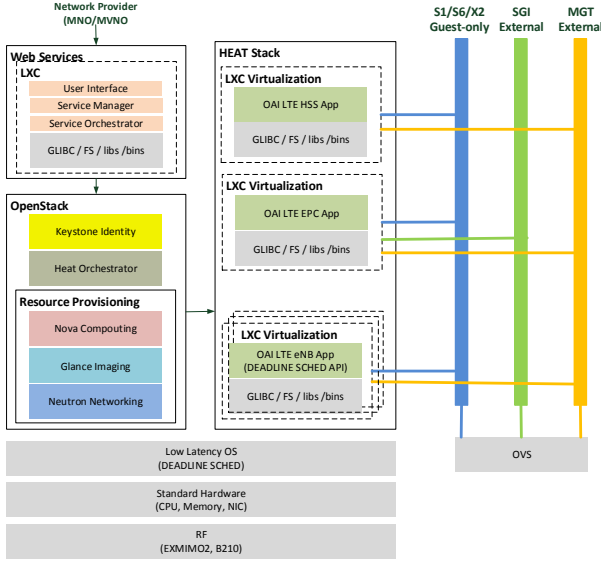 Network Provider
(MNO/MVNO
S1/S6/X2
Guest-only
SGI
External
MGT
External
Web Services
LXC
User Interface
Service Manager
Service Orchestrator
GLIBC / FS / libs /bins
OpenStack
Keystone Identity
Heat Orchestrator
Resource Provisioning
Nova Compouting
Glance Imaging
Neutron Networking
HEAT Stack
LXC Virtualization
OAI LTE HSS App
GLIBC / FS / libs /bins
LXC Virtualization
OAI LTE EPC App
GLIBC / FS / libs /bins
LXC Virtualization
OAI LTE eNB App
(DEADLINE SCHED API)
GLIBC / FS / libs /bins
Low Latency OS
(DEADLINE SCHED)
Standard Hardware
(CPU, Memory, NIC)
RF
(EXMIMO2, B210)
OVS